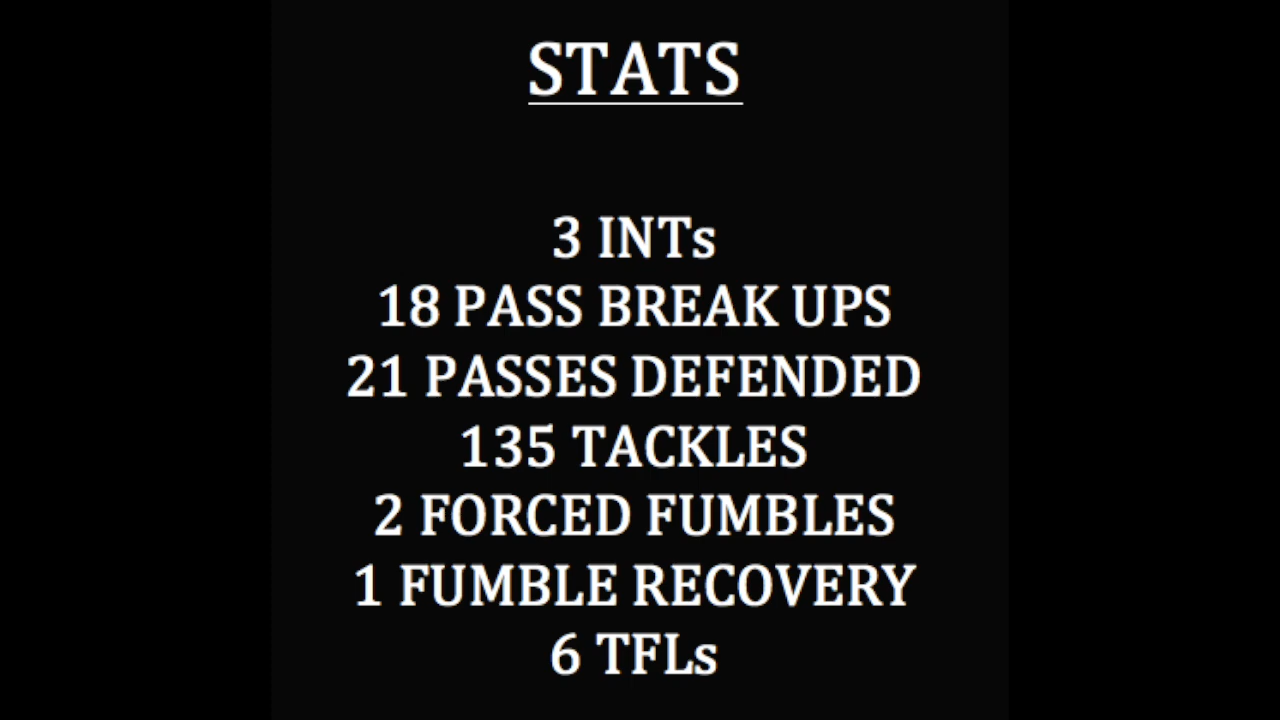 STATS
3 INTs
18 PASS BREAK UPS
21 PASSES DEFENDED
135 TACKLES
2 FORCED FUMBLES
1 FUMBLE RECOVERY
6 TFLs